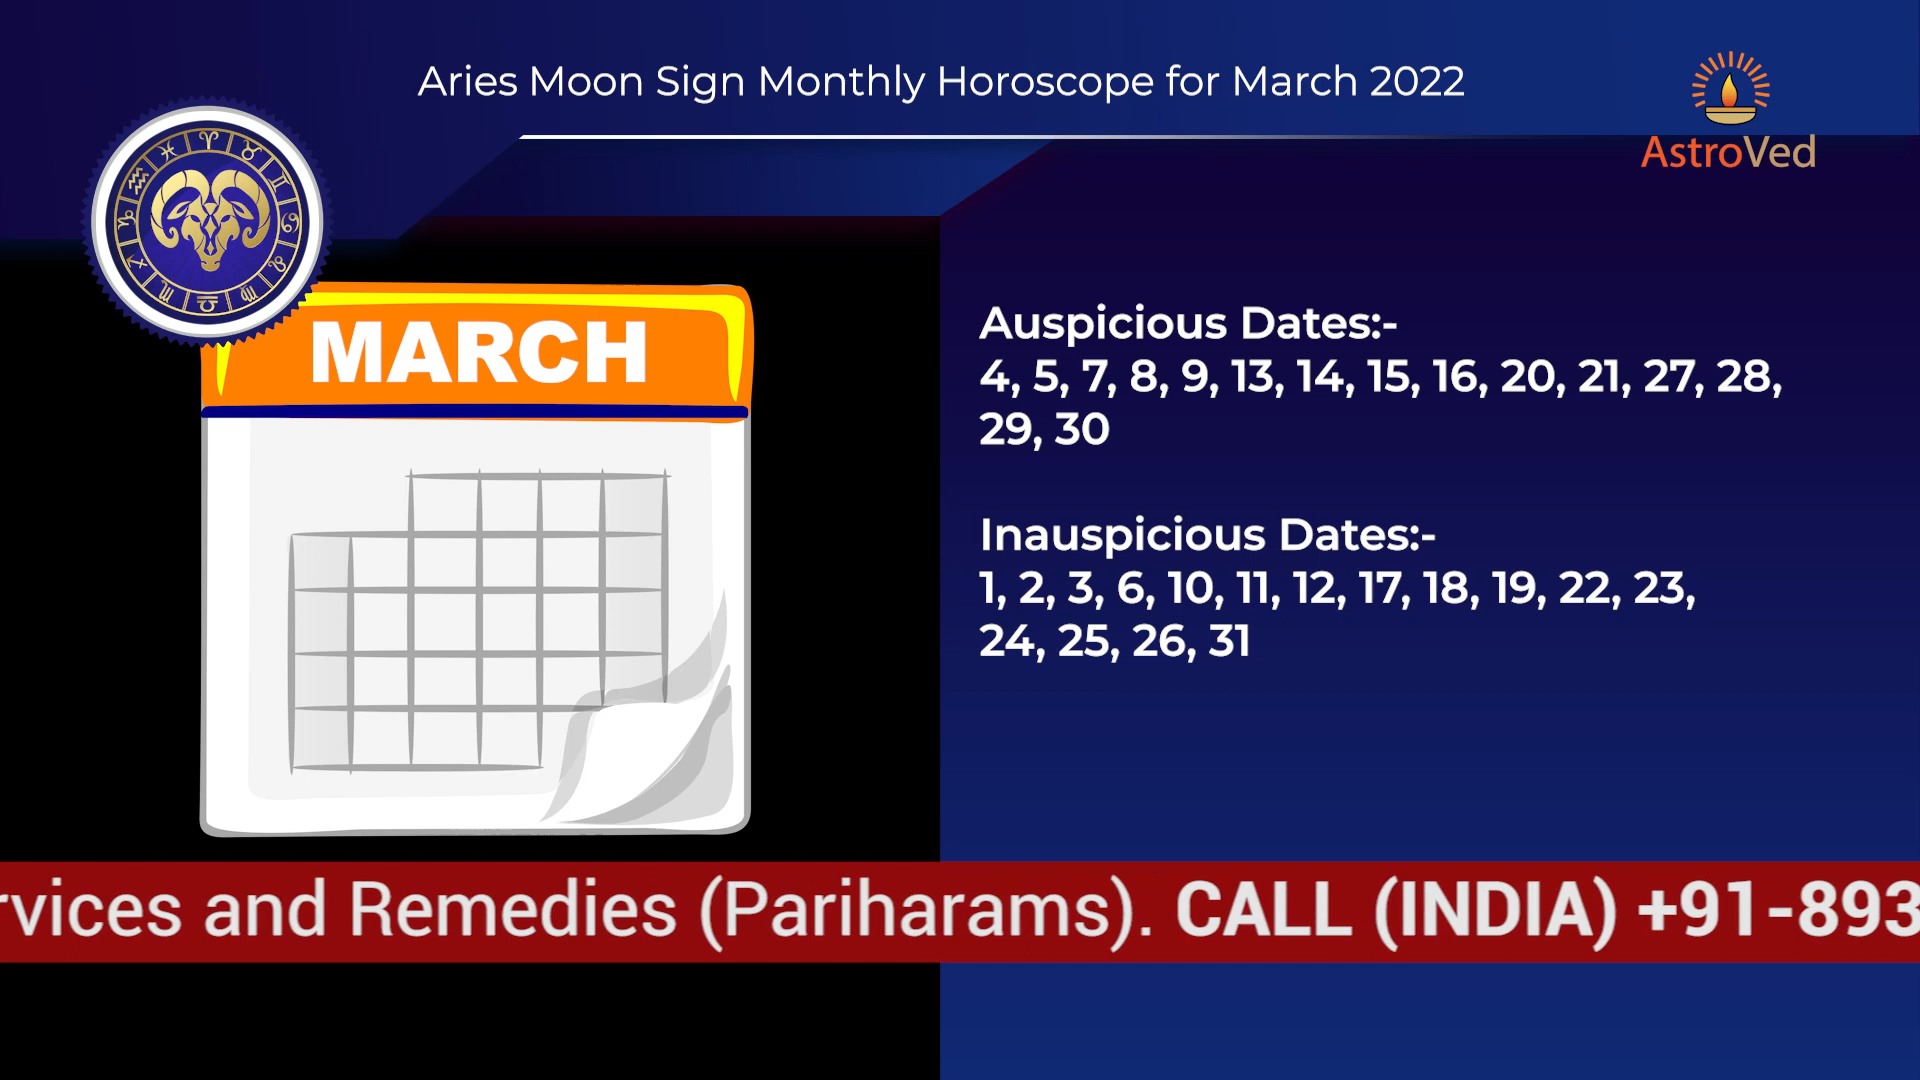 Aries Moon Sign Monthly Horoscope for March 2022
AstroVed
MARCH
Auspicious Dates:-
4, 5, 7, 8, 9, 13, 14, 15, 16, 20, 21, 27, 28,
29, 30
Inauspicious Dates:-
1, 2, 3, 6, 10, 11, 12, 17, 18, 19, 22, 23,
24, 25, 26, 31
rvices and Remedies (Pariharams). CALL (INDIA) +91-893